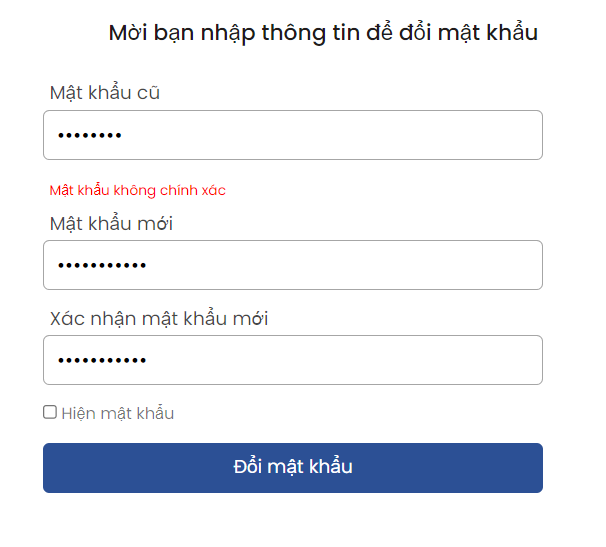 Mời bạn nhập thông tin để đổi mật khẩu
Mật khẩu cũ
••••••••
Mật khẩu không chính xác
Mật khẩu mới
•••••••••••
Xác nhận mật khẩu mới
•••••••••••
Hiện mật khẩu
Đổi mật khẩu